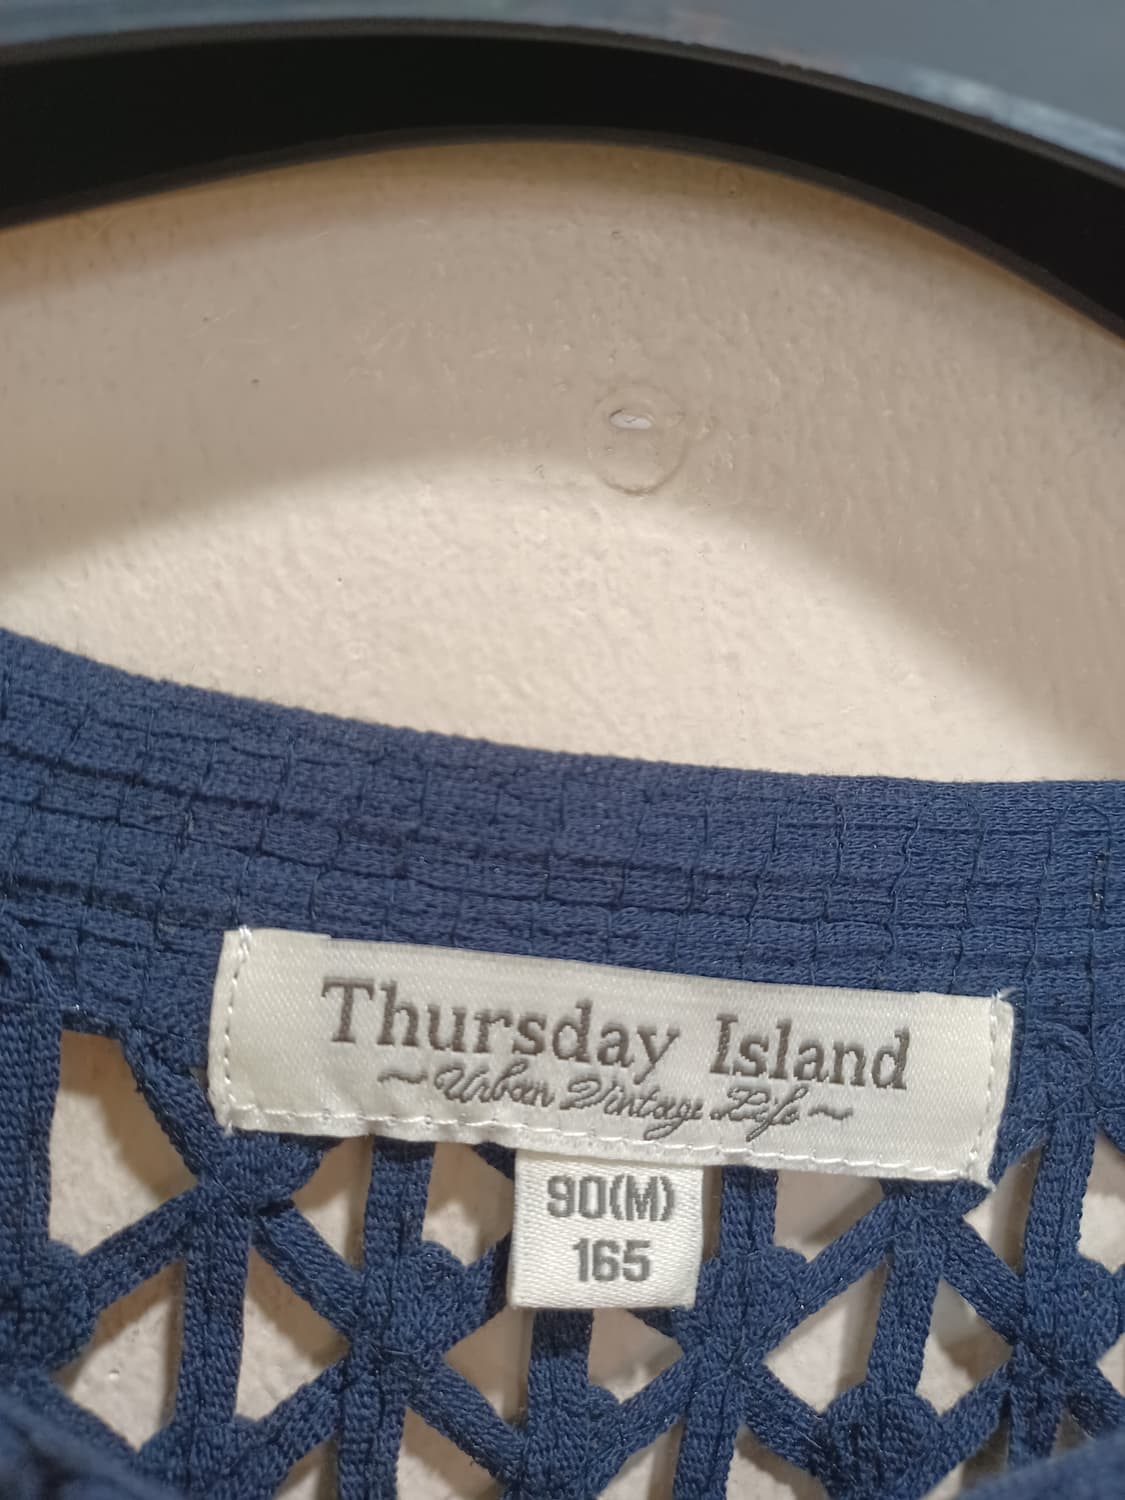 Thursday Island
~Urban Vintage Life~
90(M)
165